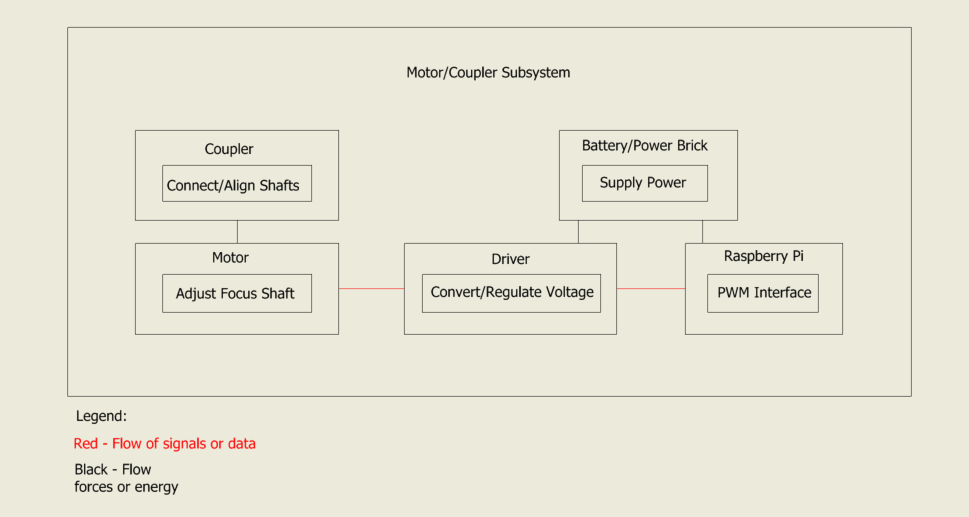 Motor/Coupler Subsystem
Coupler
Connect/Align Shafts
Battery/Power Brick
Supply Power
Motor
Adjust Focus Shaft
Driver
Convert/Regulate Voltage
Raspberry Pi
PWM Interface
Legend:
Red - Flow of signals or data
Black - Flow
forces or energy